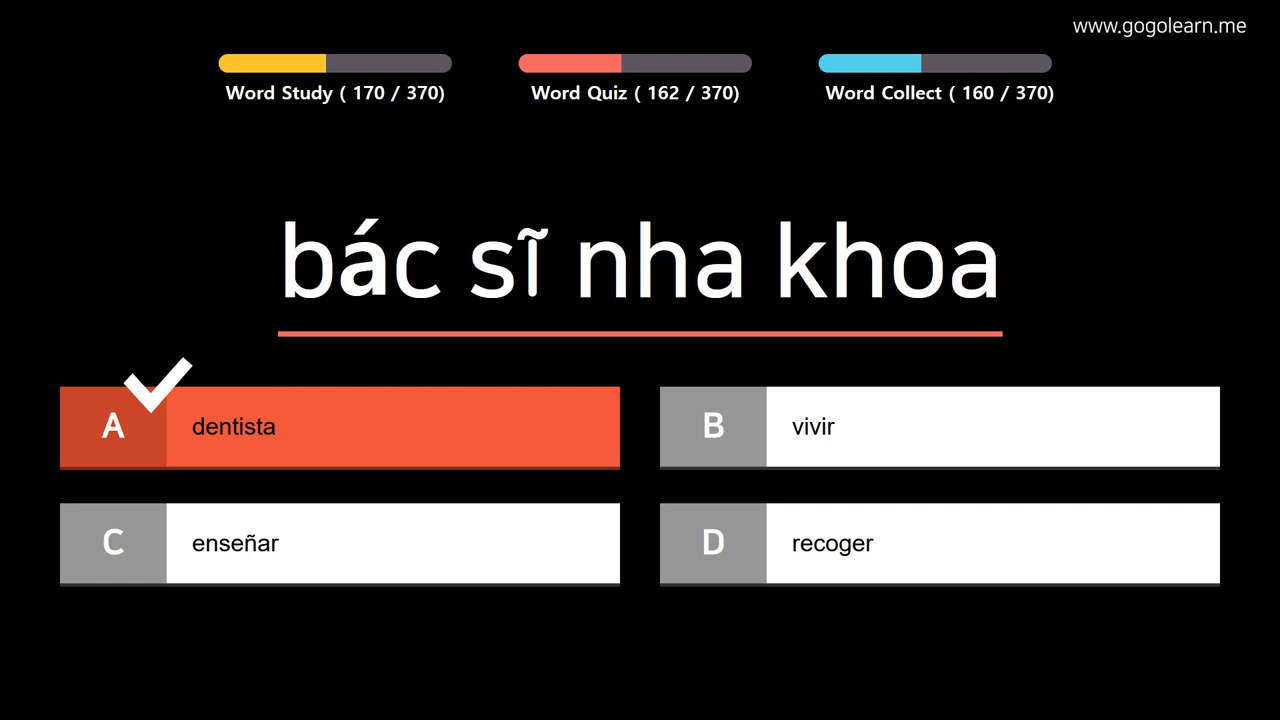 www.gogolearn.me
Word Study ( 170 / 370)
Word Quiz ( 162 / 370)
Word Collect ( 160 / 370)
bác sĩ nha khoa
A dentista
B vivir
C enseñar
D recoger